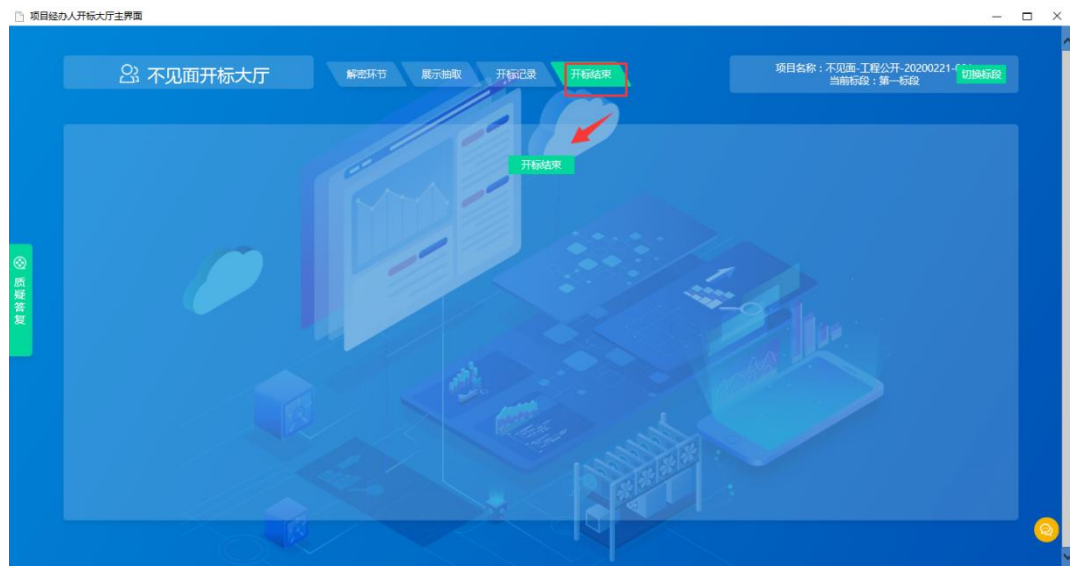 项目经办人开标大厅主界面
不见面开标大厅
解密环节
展示抽取
开标记录
开标结束
项目名称：不见面-工程公开-20200221-
当前标段：第一标段
切换标段
开标结束
质疑答复